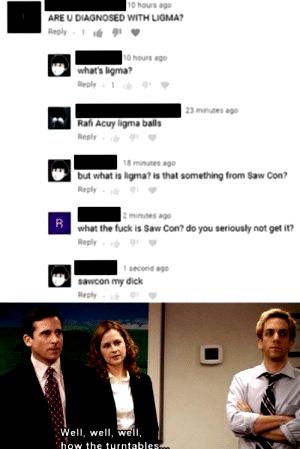 10 hours ago
ARE U DIAGNOSED WITH LIGMA?
Reply . 1
10 hours ago
what's ligma?
Reply . 1
23 minutes ago
Rafi Acuy ligma balls
Reply .
18 minutes ago
but what is ligma? is that something from Saw Con?
Reply .
R
2 minutes ago
what the fuck is Saw Con? do you seriously not get it?
Reply .
1 second ago
sawcon my dick
Reply .
Well, well, well,
how the turntables...